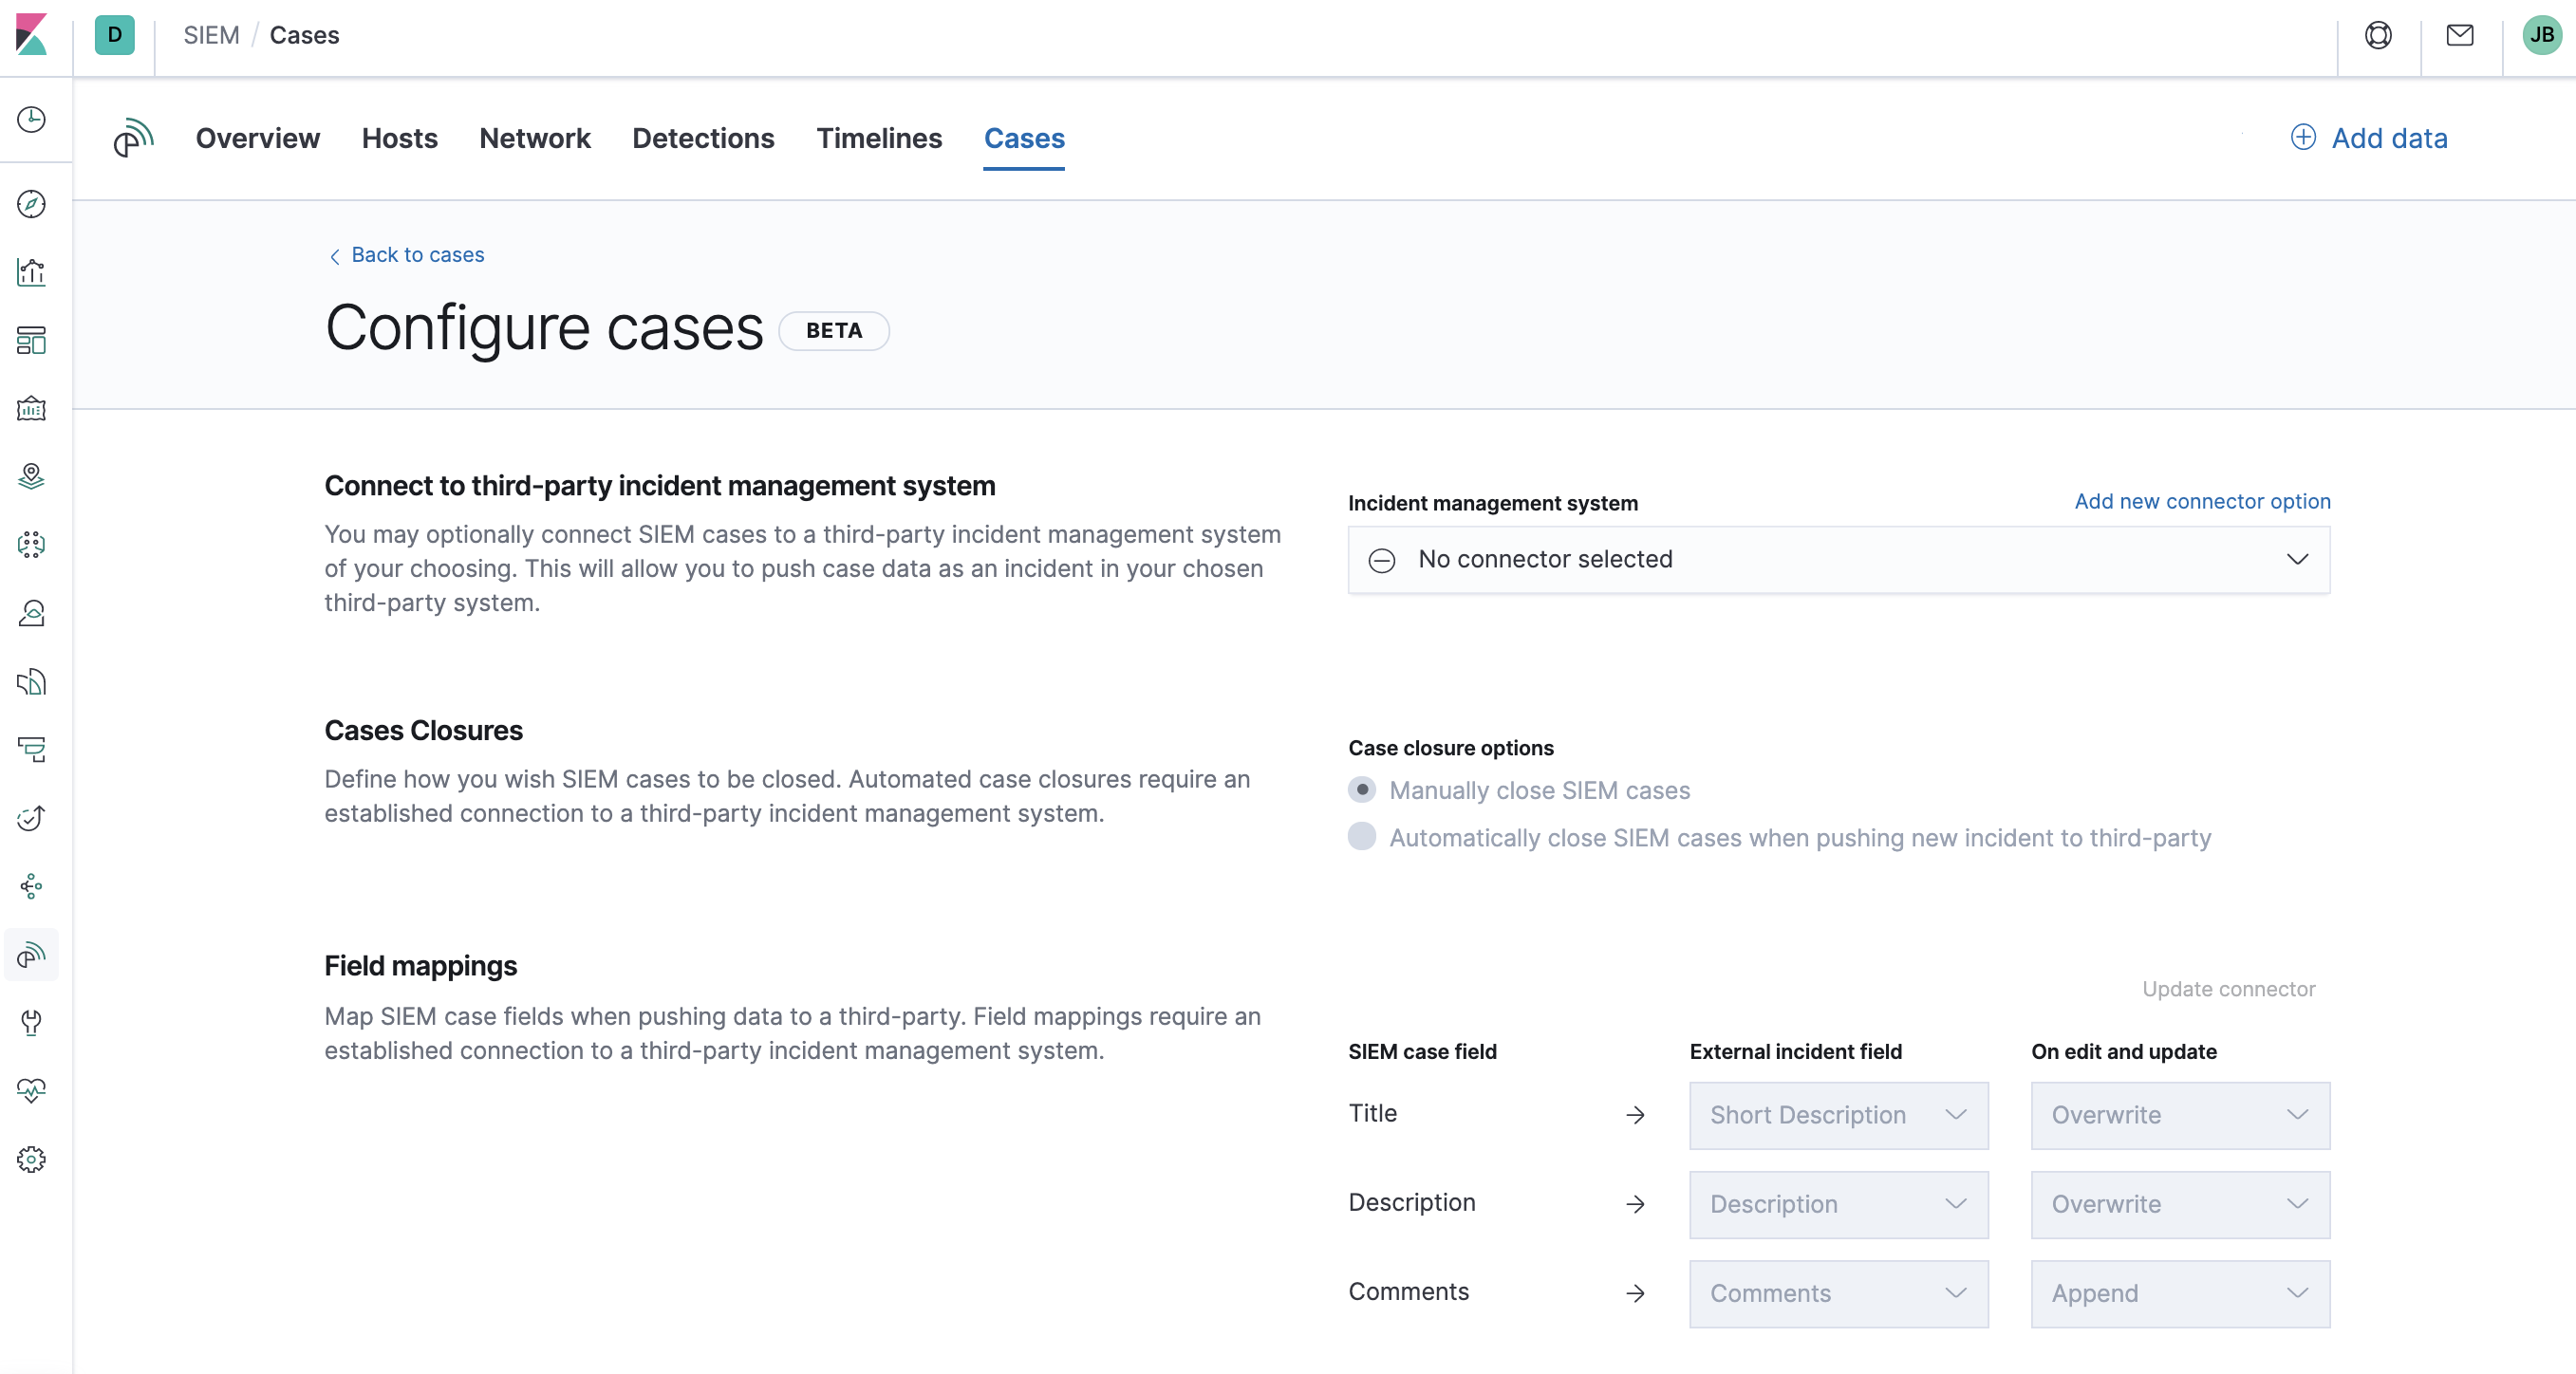 D
SIEM / Cases
JB
Overview Hosts Network Detections Timelines Cases
Add data
Back to cases
Configure cases BETA
Connect to third-party incident management system
You may optionally connect SIEM cases to a third-party incident management system
of your choosing. This will allow you to push case data as an incident in your chosen
third-party system.
Incident management system
Add new connector option
No connector selected
Cases Closures
Define how you wish SIEM cases to be closed. Automated case closures require an
established connection to a third-party incident management system.
Case closure options
Manually close SIEM cases
Automatically close SIEM cases when pushing new incident to third-party
Field mappings
Map SIEM case fields when pushing data to a third-party. Field mappings require an
established connection to a third-party incident management system.
Update connector
SIEM case field External incident field On edit and update
Title → Short Description Overwrite
Description → Description Overwrite
Comments → Comments Append